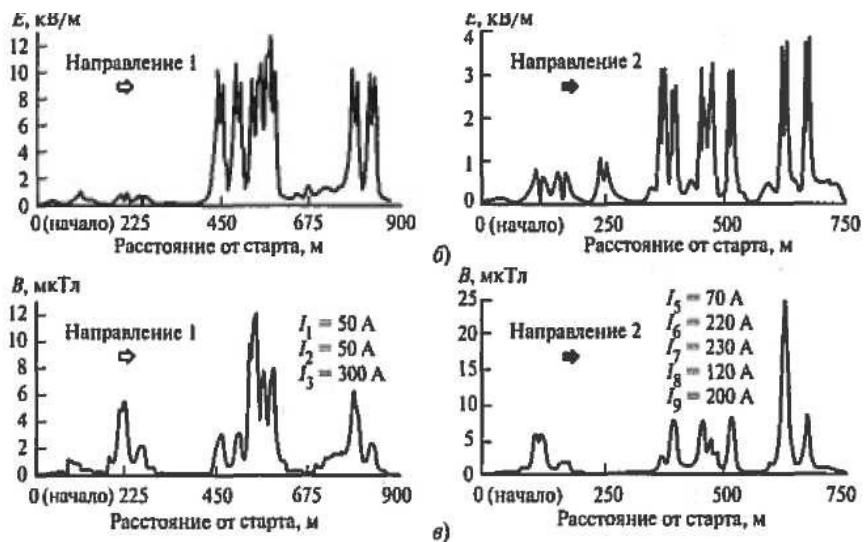 E, кВ/м
12
10
8
6
4
2
0 (начало) 225 450 675 900
Направление 1
Расстояние от старта, м
E, кВ/м
4
3
2
1
0
0 (начало) 250 500 750
Направление 2
Расстояние от старта, м
б)
B, мкТл
12
10
8
6
4
2
0
0 (начало) 225 450 675 900
Направление 1
I1 = 50 А
I2 = 50 А
I3 = 300 А
Расстояние от старта, м
B, мкТл
25
20
15
10
5
0
0 (начало) 250 500 750
Направление 2
I5 = 70 А
I6 = 220 А
I7 = 230 А
I8 = 120 А
I9 = 200 А
Расстояние от старта, м
в)